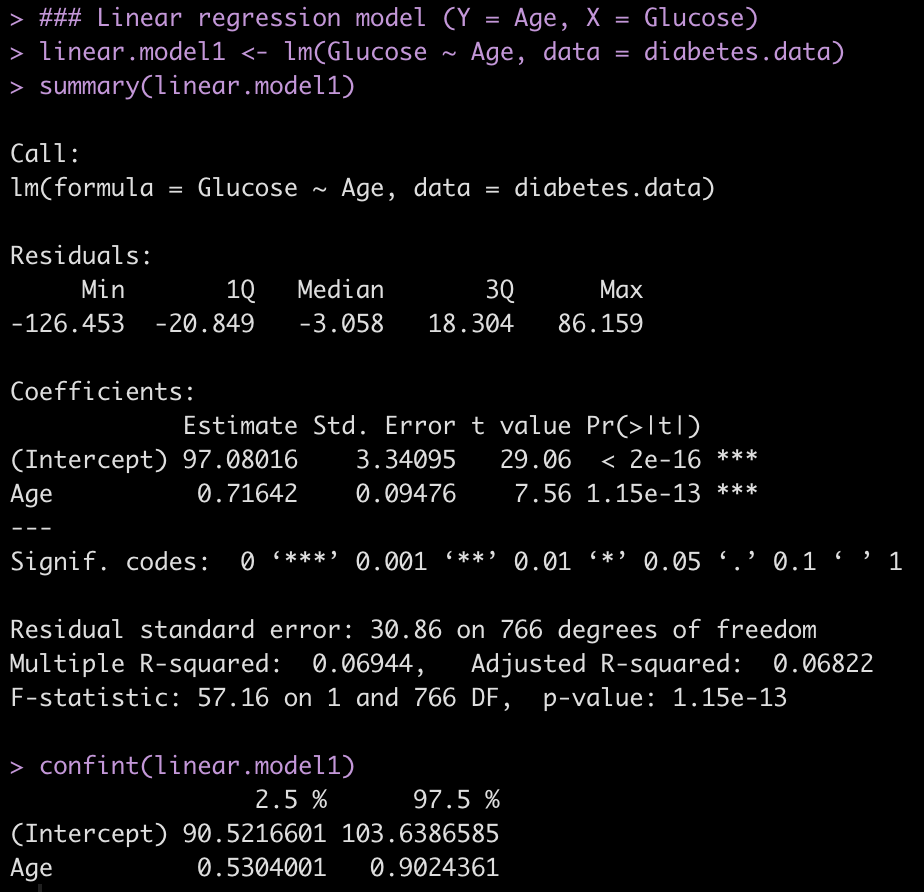 > ### Linear regression model (Y = Age, X = Glucose)
> linear.model1 <- lm(Glucose ~ Age, data = diabetes.data)
> summary(linear.model1)
Call:
lm(formula = Glucose ~ Age, data = diabetes.data)
Residuals:
     Min       1Q   Median       3Q      Max
-126.453  -20.849   -3.058   18.304   86.159
Coefficients:
            Estimate Std. Error t value Pr(>|t|)
(Intercept) 97.08016    3.34095   29.06  < 2e-16 ***
Age          0.71642    0.09476    7.56 1.15e-13 ***
---
Signif. codes:  0 ‘***’ 0.001 ‘**’ 0.01 ‘*’ 0.05 ‘.’ 0.1 ‘ ’ 1
Residual standard error: 30.86 on 766 degrees of freedom
Multiple R-squared:  0.06944,   Adjusted R-squared:  0.06822
F-statistic: 57.16 on 1 and 766 DF,  p-value: 1.15e-13
> confint(linear.model1)
                 2.5 %      97.5 %
(Intercept) 90.5216601 103.6386585
Age          0.5304001   0.9024361